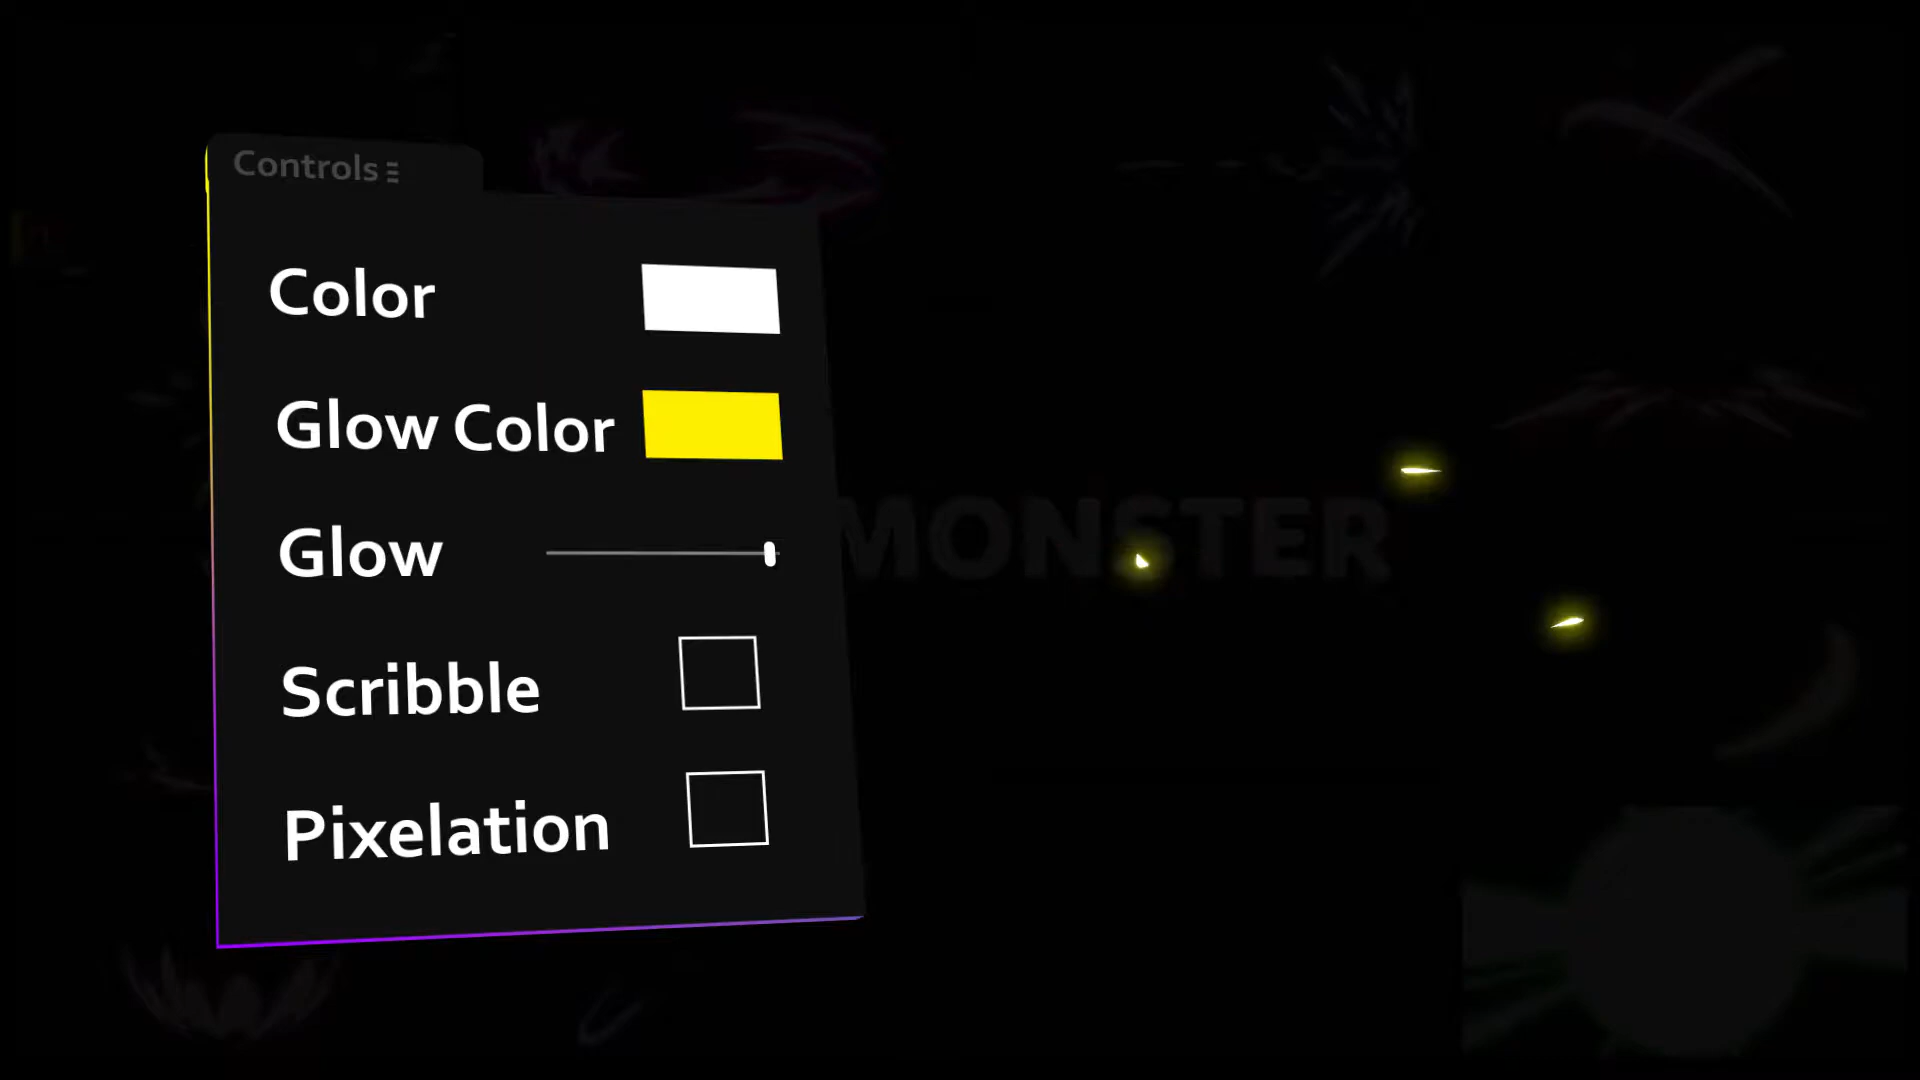 Controls
Color
Glow Color
Glow
MONSTER
Scribble
Pixelation